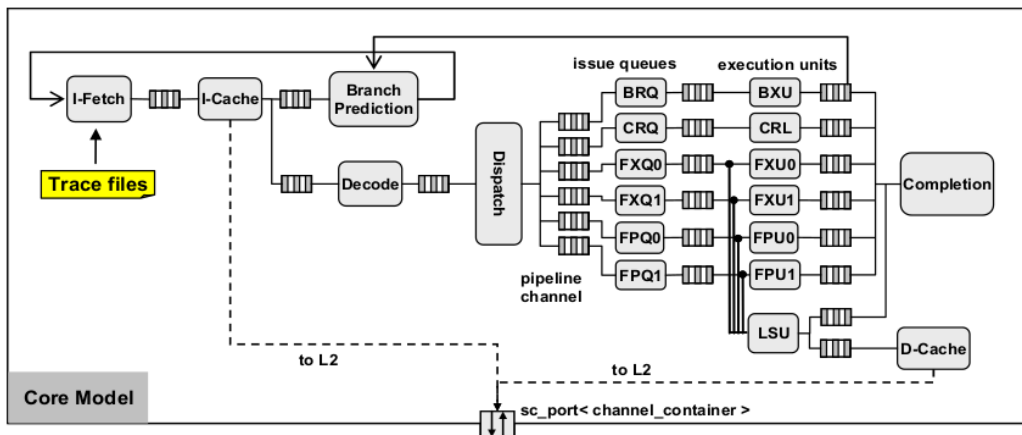 issue queues
execution units
I-Fetch
I-Cache
Branch
Prediction
BRQ
BXU
CRQ
CRL
Trace files
Decode
Dispatch
FXQ0
FXU0
Completion
FXQ1
FXU1
FPQ0
FPU0
FPQ1
FPU1
pipeline
channel
LSU
D-Cache
to L2
to L2
Core Model
sc_port< channel_container >